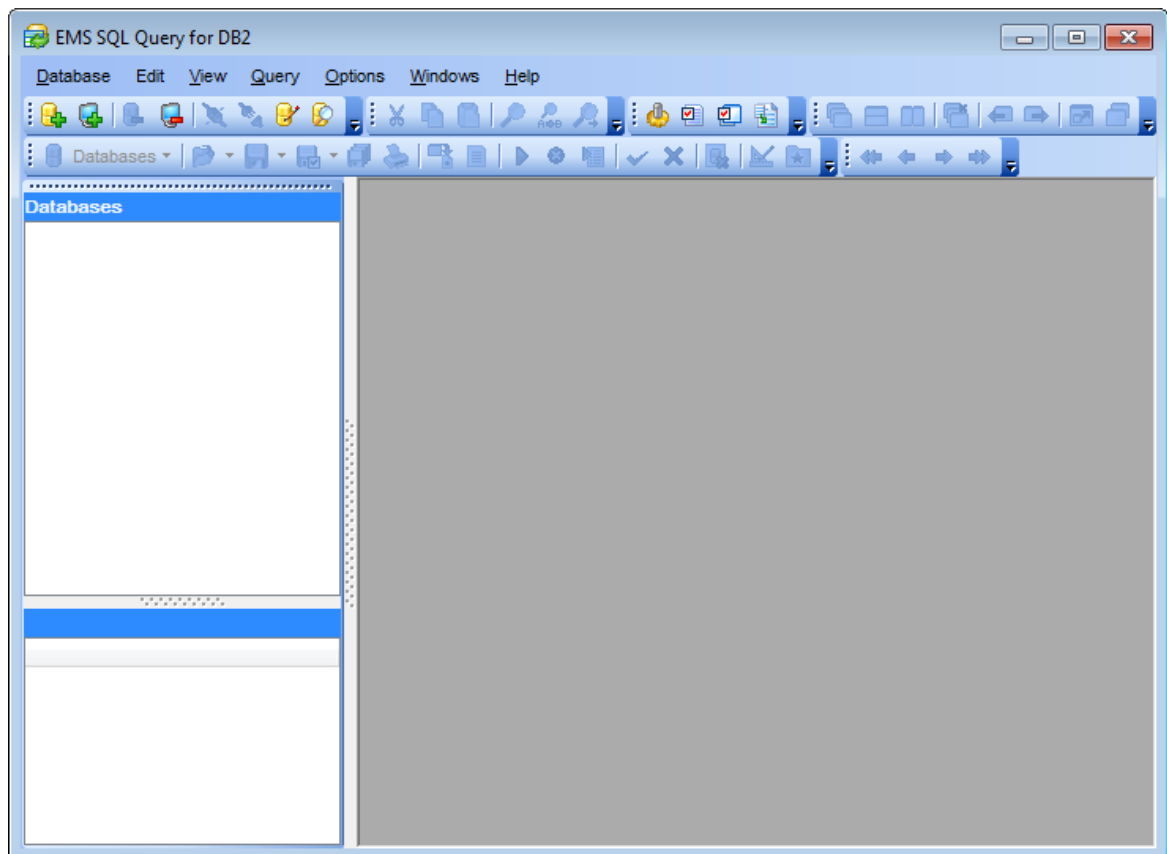 EMS SQL Query for DB2
Database Edit View Query Options Windows Help
Databases
Databases